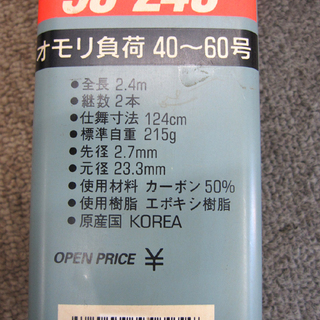 50-240
オモリ負荷 40〜60号
●全長 2.4m
●継数 2本
●仕舞寸法 124cm
●標準自重 215g
●先径 2.7mm
●元径 23.3mm
●使用材料 カーボン50%
●使用樹脂 エポキシ樹脂
●原産国 KOREA
OPEN PRICE ¥